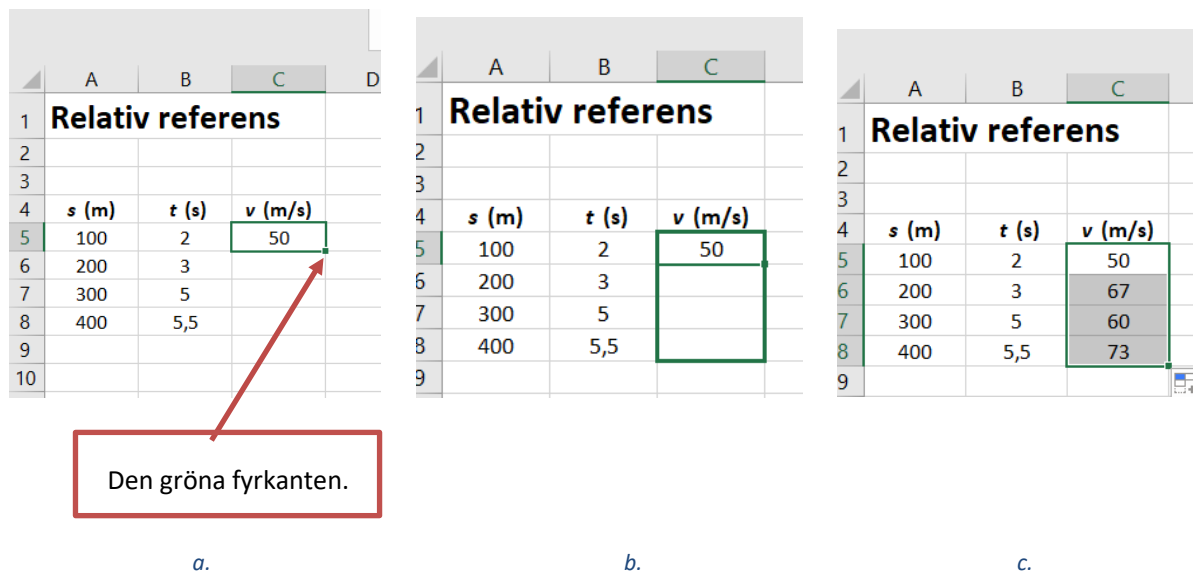 A B C D
1 Relativ referens
2
3
4 s (m) t (s) v (m/s)
5 100 2 50
6 200 3
7 300 5
8 400 5,5
9
10
Den gröna fyrkanten.
a.
A B C
1 Relativ referens
2
3
4 s (m) t (s) v (m/s)
5 100 2 50
6 200 3
7 300 5
8 400 5,5
9
b.
A B C
1 Relativ referens
2
3
4 s (m) t (s) v (m/s)
5 100 2 50
6 200 3 67
7 300 5 60
8 400 5,5 73
9
c.